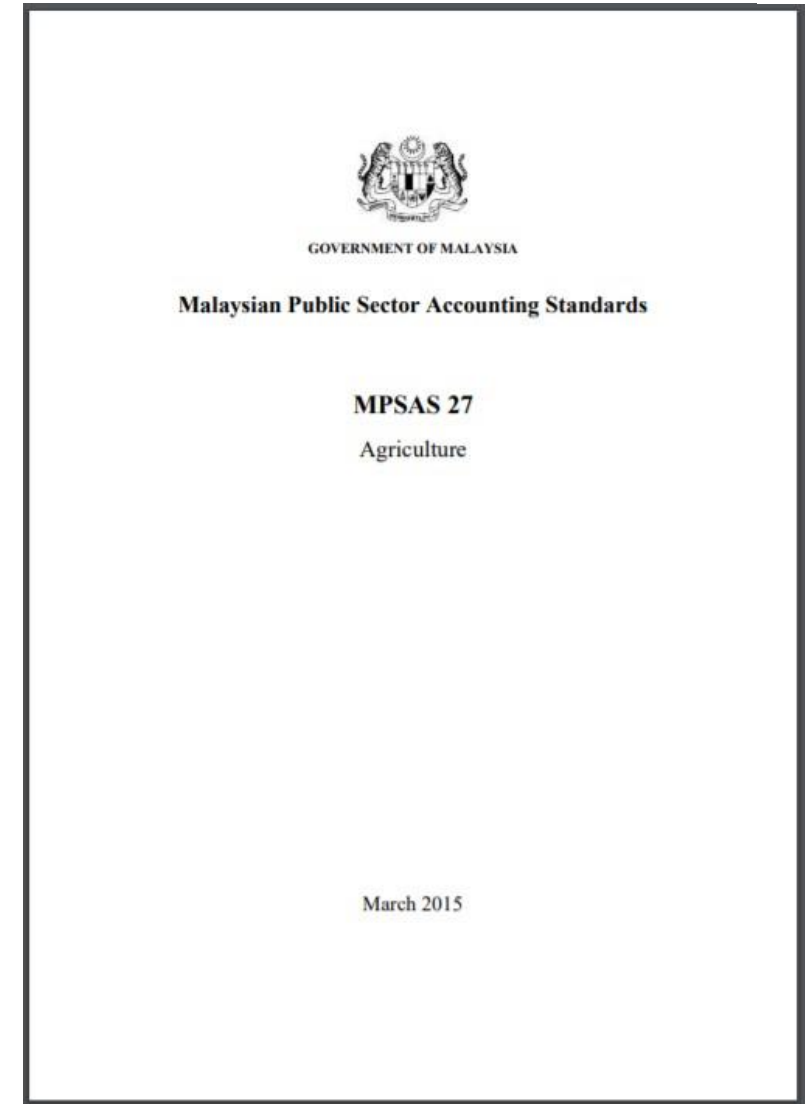 GOVERNMENT OF MALAYSIA
Malaysian Public Sector Accounting Standards
MPSAS 27
Agriculture
March 2015